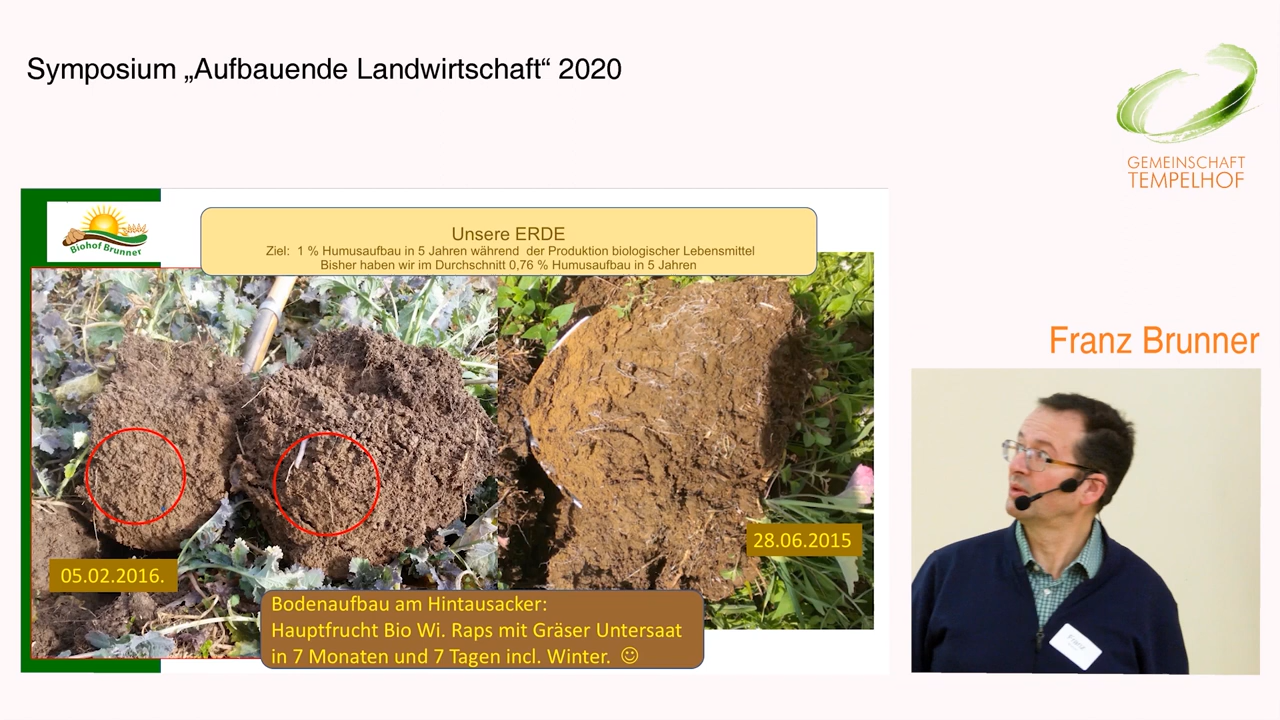 Symposium „Aufbauende Landwirtschaft“ 2020
GEMEINSCHAFT
TEMPELHOF
Biohof Brunner
Unsere ERDE
Ziel: 1 % Humusaufbau in 5 Jahren während der Produktion biologischer Lebensmittel
Bisher haben wir im Durchschnitt 0,76 % Humusaufbau in 5 Jahren
Franz Brunner
28.06.2015
05.02.2016.
Bodenaufbau am Hintausacker:
Hauptfrucht Bio Wi. Raps mit Gräser Untersaat
in 7 Monaten und 7 Tagen incl. Winter. ☺
Franz